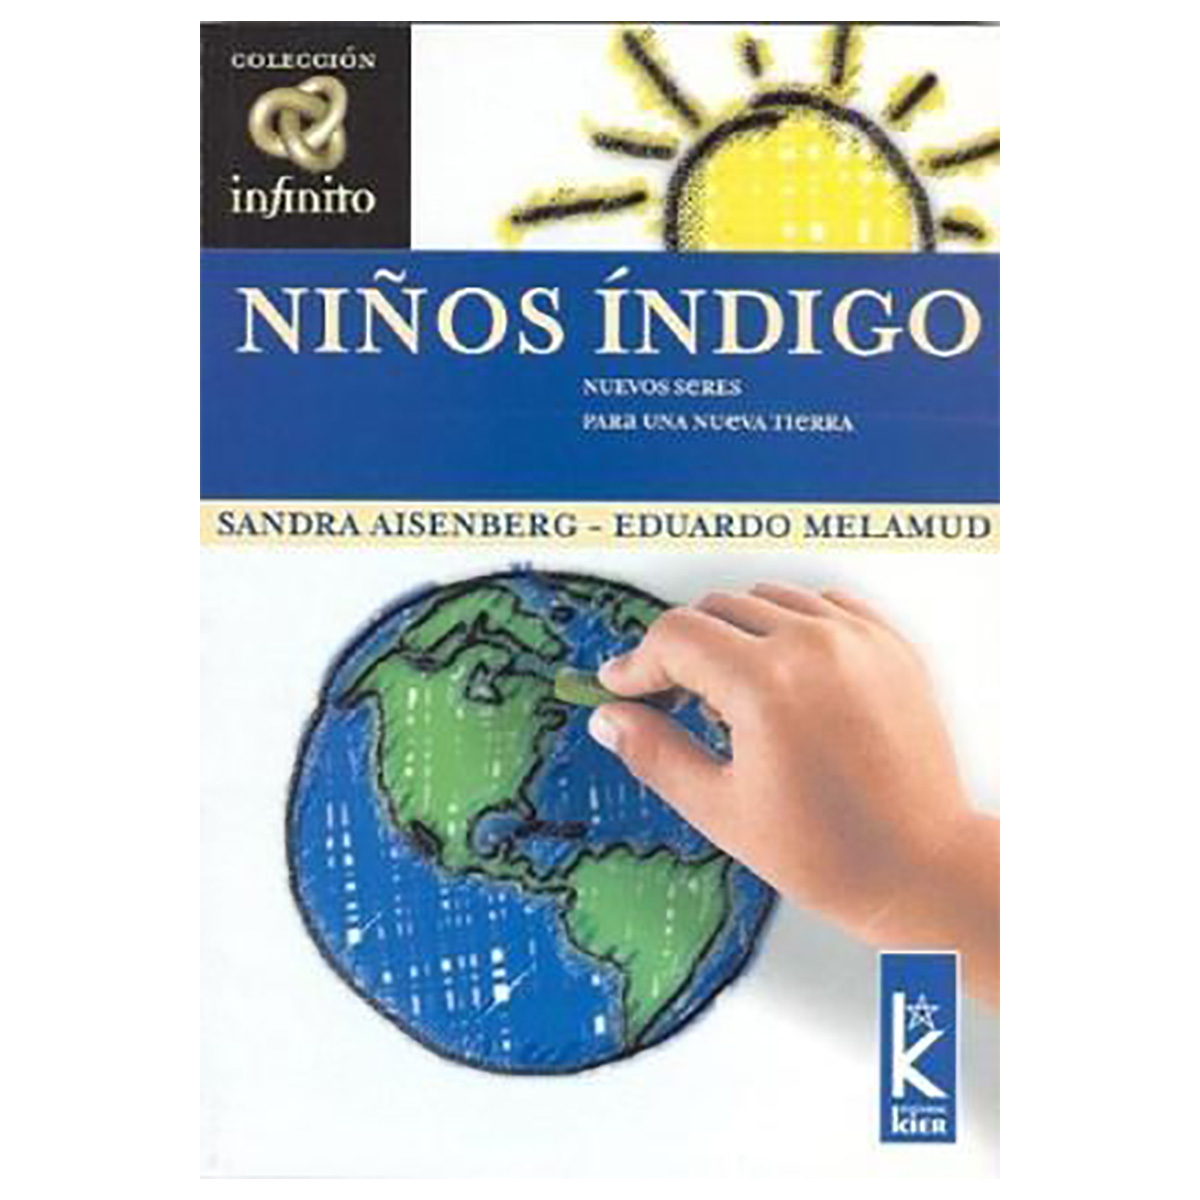 COLECCIÓN
infinito
NIÑOS ÍNDIGO
NUEVOS SeRES
PARa UNA NUeVA TIeRRA
SANDRA AISENBERG - EDUARDO MELAMUD
k
kier